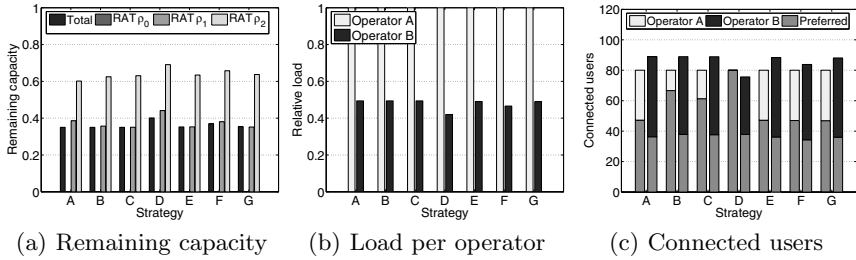 Total RAT ρ0 RAT ρ1 RAT ρ2
Remaining capacity
1
0.8
0.6
0.4
0.2
0
A B C D E F G
Strategy
(a) Remaining capacity
Operator A
Operator B
Relative load
1
0.8
0.6
0.4
0.2
0
A B C D E F G
Strategy
(b) Load per operator
Operator A Operator B Preferred
Connected users
120
100
80
60
40
20
0
A B C D E F G
Strategy
(c) Connected users